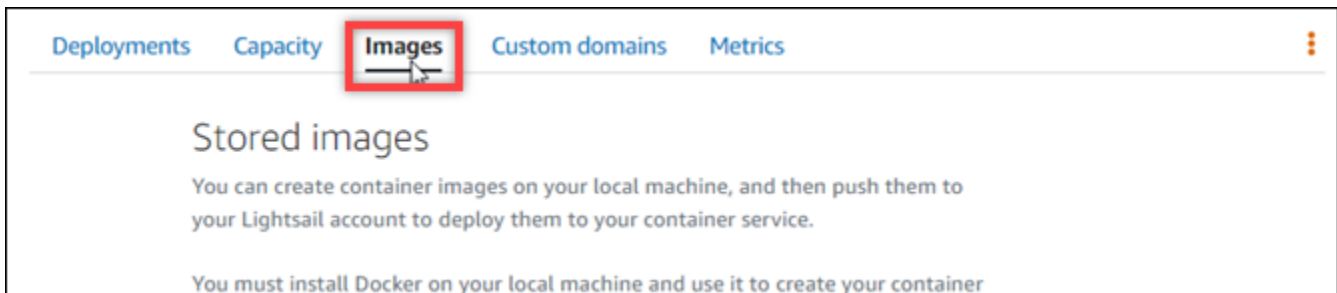 Deployments Capacity Images Custom domains Metrics
Stored images
You can create container images on your local machine, and then push them to
your Lightsail account to deploy them to your container service.
You must install Docker on your local machine and use it to create your container